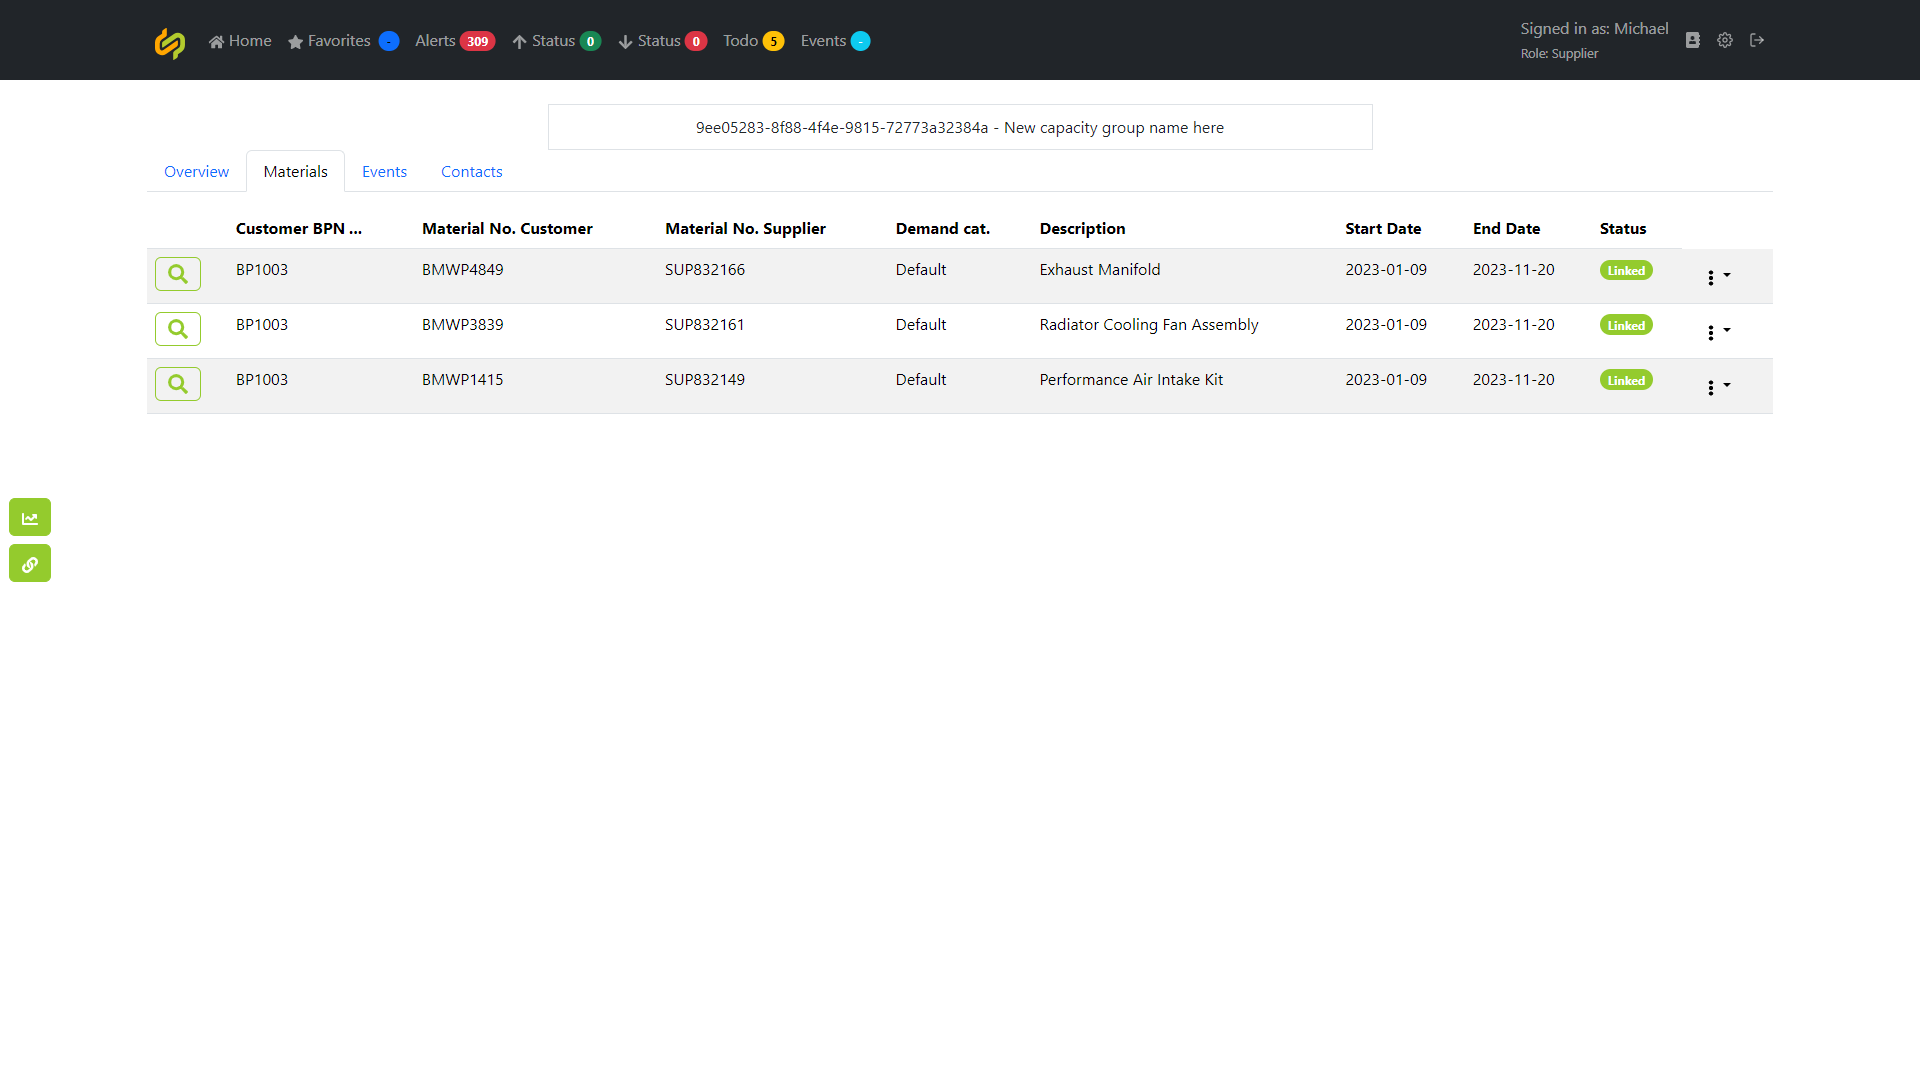 Home Favorites - Alerts 309 Status 0 Status 0 Todo 5 Events -
Signed in as: Michael
Role: Supplier
9ee05283-8f88-4f4e-9815-72773a32384a - New capacity group name here
Overview Materials Events Contacts
Customer BPN ... Material No. Customer Material No. Supplier Demand cat. Description Start Date End Date Status
BP1003 BMWP4849 SUP832166 Default Exhaust Manifold 2023-01-09 2023-11-20 Linked
BP1003 BMWP3839 SUP832161 Default Radiator Cooling Fan Assembly 2023-01-09 2023-11-20 Linked
BP1003 BMWP1415 SUP832149 Default Performance Air Intake Kit 2023-01-09 2023-11-20 Linked